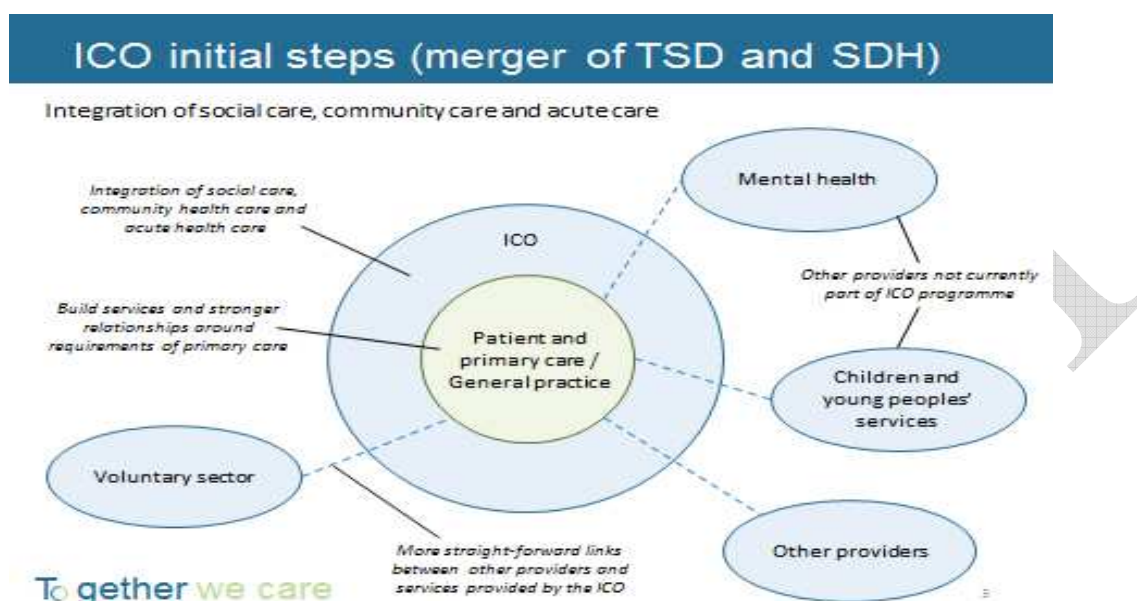 ICO initial steps (merger of TSD and SDH)
Integration of social care, community care and acute care
Integration of social care,
community health care and
acute health care
Build services and stronger
relationships around
requirements of primary care
ICO
Patient and
primary care /
General practice
Mental health
Other providers not currently
part of ICO programme
Children and
young peoples'
services
Voluntary sector
More straight-forward links
between other providers and
services provided by the ICO
Other providers
Together we care